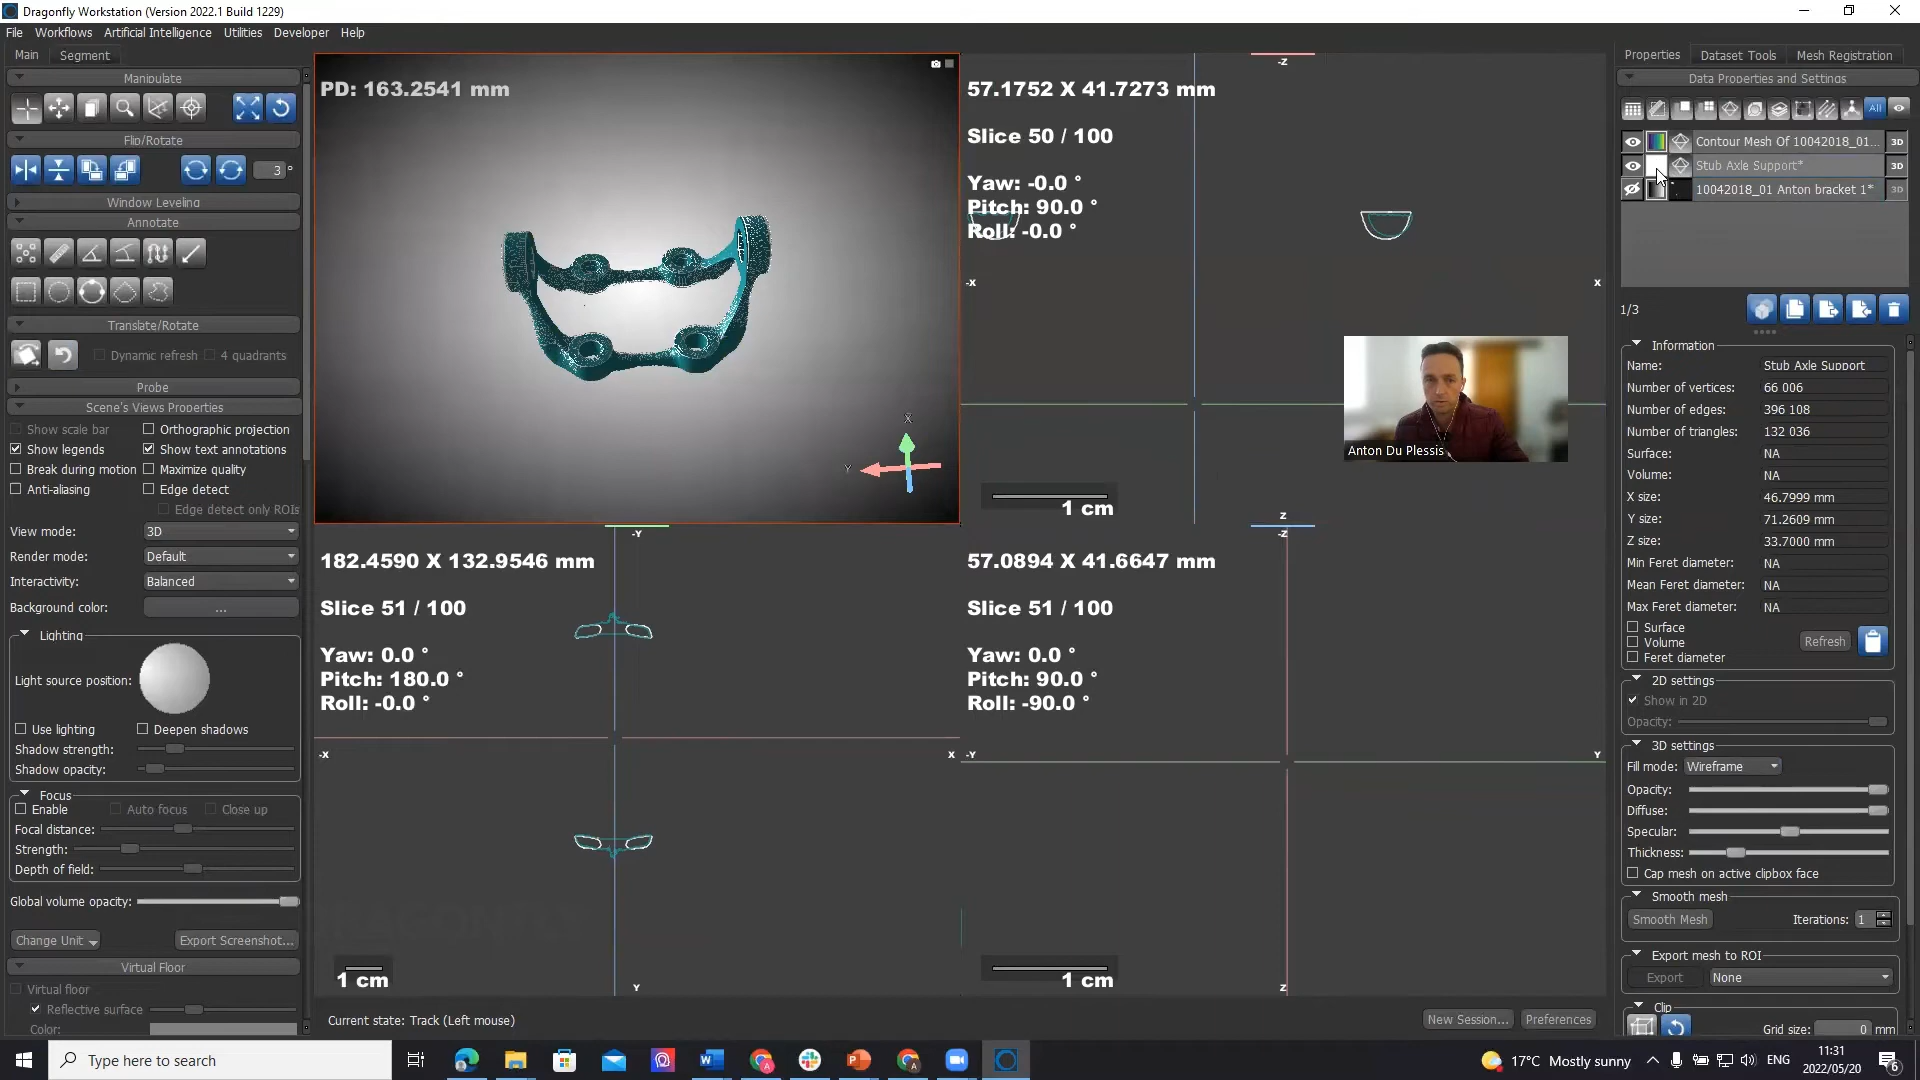 Dragonfly Workstation (Version 2022.1 Build 1229)
File Workflows Artificial Intelligence Utilities Developer Help
Main Segment
Manipulate
Flip/Rotate
3 °
Window Leveling
Annotate
Translate/Rotate
Dynamic refresh 4 quadrants
Probe
Scene's Views Properties
Show scale bar Orthographic projection
Show legends Show text annotations
Break during motion Maximize quality
Anti-aliasing Edge detect
Edge detect only ROIs
View mode: 3D
Render mode: Default
Interactivity: Balanced
Background color: ...
Lighting
Light source position:
Use lighting Deepen shadows
Shadow strength:
Shadow opacity:
Focus
Enable Auto focus Close up
Focal distance:
Strength:
Depth of field:
Global volume opacity:
Change Unit Export Screenshot...
Virtual Floor
Virtual floor
Reflective surface
Color:
PD: 163.2541 mm
X
Y
57.1752 X 41.7273 mm
Slice 50 / 100
Yaw: -0.0 °
Pitch: 90.0 °
Roll: -0.0 °
-Z
-X
X
Z
1 cm
Anton Du Plessis
182.4590 X 132.9546 mm
Slice 51 / 100
Yaw: 0.0 °
Pitch: 180.0 °
Roll: -0.0 °
-Y
-X
X
Y
1 cm
57.0894 X 41.6647 mm
Slice 51 / 100
Yaw: 0.0 °
Pitch: 90.0 °
Roll: -90.0 °
-Z
-Y
Y
Z
1 cm
Current state: Track (Left mouse)
New Session... Preferences
Properties Dataset Tools Mesh Registration
Data Properties and Settings
All
Contour Mesh Of 10042018_01... 3D
Stub Axle Support* 3D
10042018_01 Anton bracket 1* 3D
1/3
Information
Name: Stub Axle Support
Number of vertices: 66 006
Number of edges: 396 108
Number of triangles: 132 036
Surface: NA
Volume: NA
X size: 46.7999 mm
Y size: 71.2609 mm
Z size: 33.7000 mm
Min Feret diameter: NA
Mean Feret diameter: NA
Max Feret diameter: NA
Surface
Volume
Feret diameter
Refresh
2D settings
Show in 2D
Opacity:
3D settings
Fill mode: Wireframe
Opacity:
Diffuse:
Specular:
Thickness:
Cap mesh on active clipbox face
Smooth mesh
Smooth Mesh Iterations: 1
Export mesh to ROI
Export None
Clip
Grid size: 0 mm
Type here to search
17°C Mostly sunny
ENG
11:31
2022/05/20
6